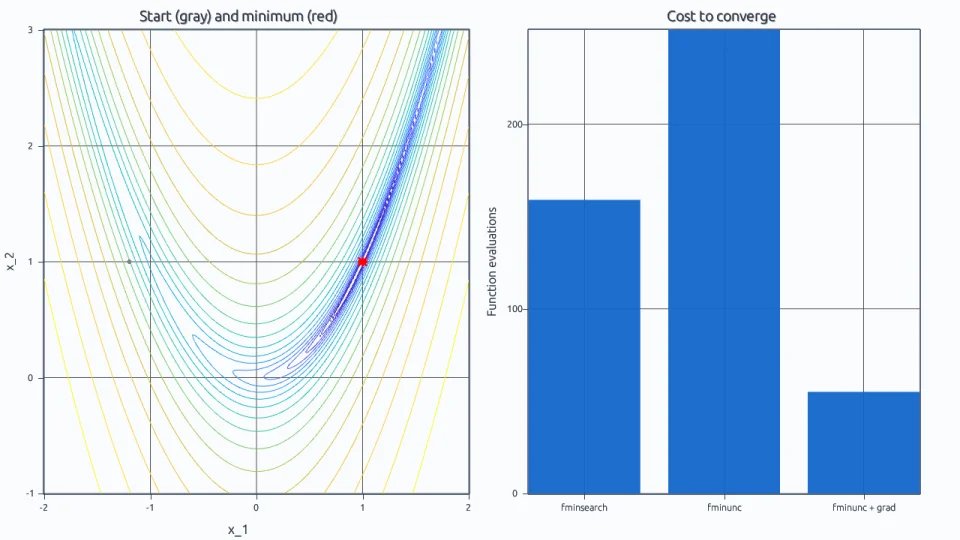 Start (gray) and minimum (red)
3
2
1
0
-1
-2
-1
0
1
2
x_2
x_1
Cost to converge
Function evaluations
200
100
0
fminsearch
fminunc
fminunc + grad